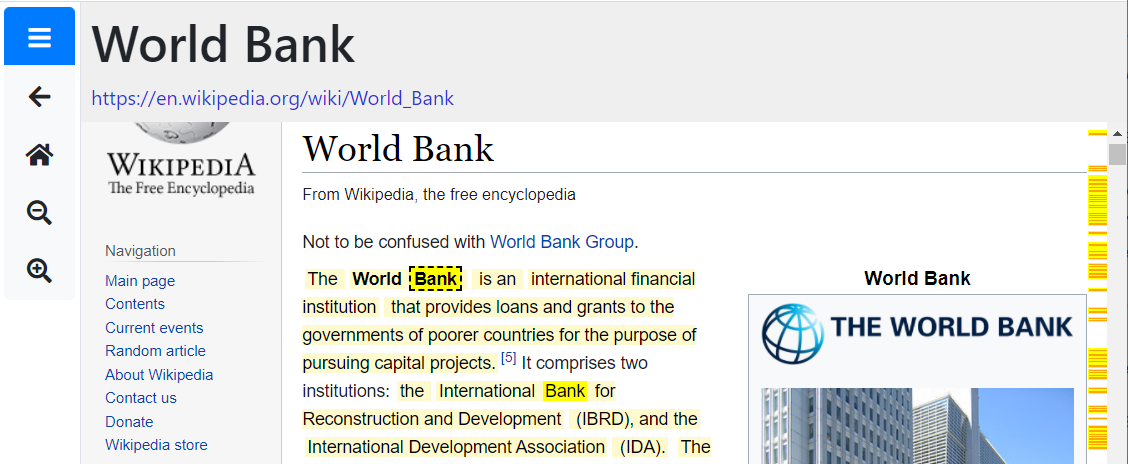 World Bank
https://en.wikipedia.org/wiki/World_Bank
WIKIPEDIA
The Free Encyclopedia
Navigation
Main page
Contents
Current events
Random article
About Wikipedia
Contact us
Donate
Wikipedia store
World Bank
From Wikipedia, the free encyclopedia
Not to be confused with World Bank Group.
The World Bank is an international financial
institution that provides loans and grants to the
governments of poorer countries for the purpose of
pursuing capital projects. [5] It comprises two
institutions: the International Bank for
Reconstruction and Development (IBRD), and the
International Development Association (IDA). The
World Bank
THE WORLD BANK